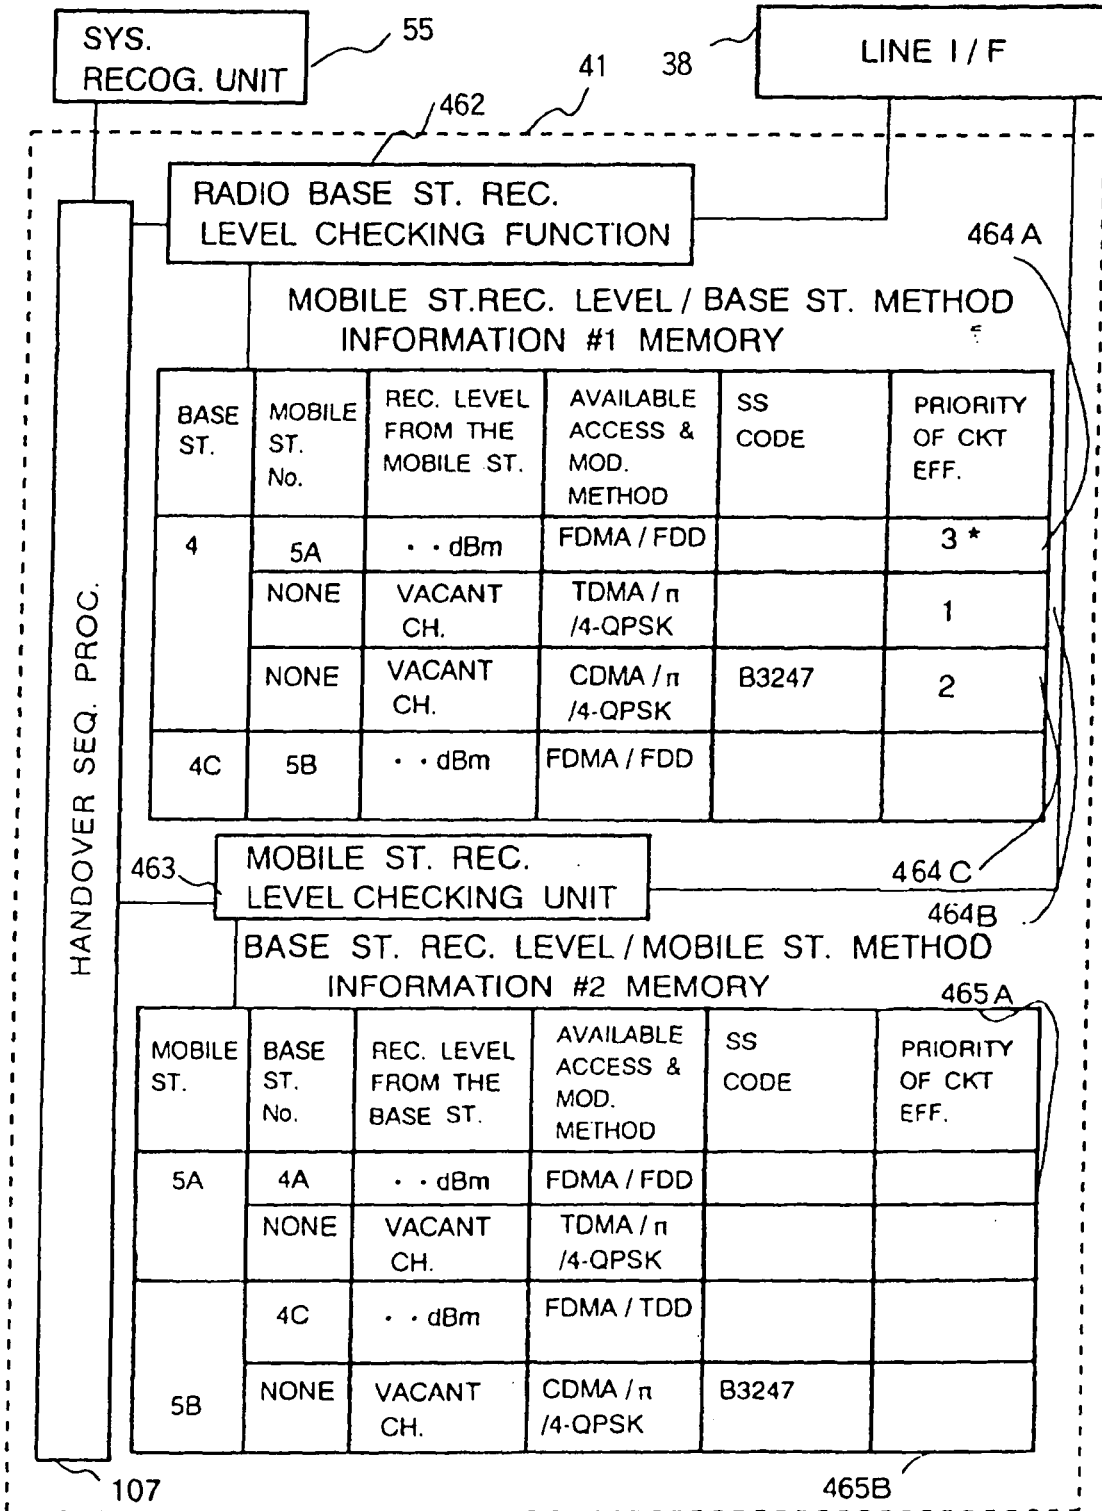 SYS.
RECOG. UNIT
55
38
LINE I / F
41
462
RADIO BASE ST. REC.
LEVEL CHECKING FUNCTION
464A
MOBILE ST.REC. LEVEL / BASE ST. METHOD
INFORMATION #1 MEMORY
BASE ST.
MOBILE ST. No.
REC. LEVEL FROM THE MOBILE ST.
AVAILABLE ACCESS & MOD. METHOD
SS CODE
PRIORITY OF CKT EFF.
4
5A
· · dBm
FDMA / FDD
3 *
NONE
VACANT CH.
TDMA / π /4-QPSK
1
NONE
VACANT CH.
CDMA / π /4-QPSK
B3247
2
4C
5B
· · dBm
FDMA / FDD
HANDOVER SEQ. PROC.
463
MOBILE ST. REC.
LEVEL CHECKING UNIT
464C
464B
BASE ST. REC. LEVEL / MOBILE ST. METHOD
INFORMATION #2 MEMORY
465A
MOBILE ST.
BASE ST. No.
REC. LEVEL FROM THE BASE ST.
AVAILABLE ACCESS & MOD. METHOD
SS CODE
PRIORITY OF CKT EFF.
5A
4A
· · dBm
FDMA / FDD
NONE
VACANT CH.
TDMA / π /4-QPSK
4C
· · dBm
FDMA / TDD
5B
NONE
VACANT CH.
CDMA / π /4-QPSK
B3247
107
465B